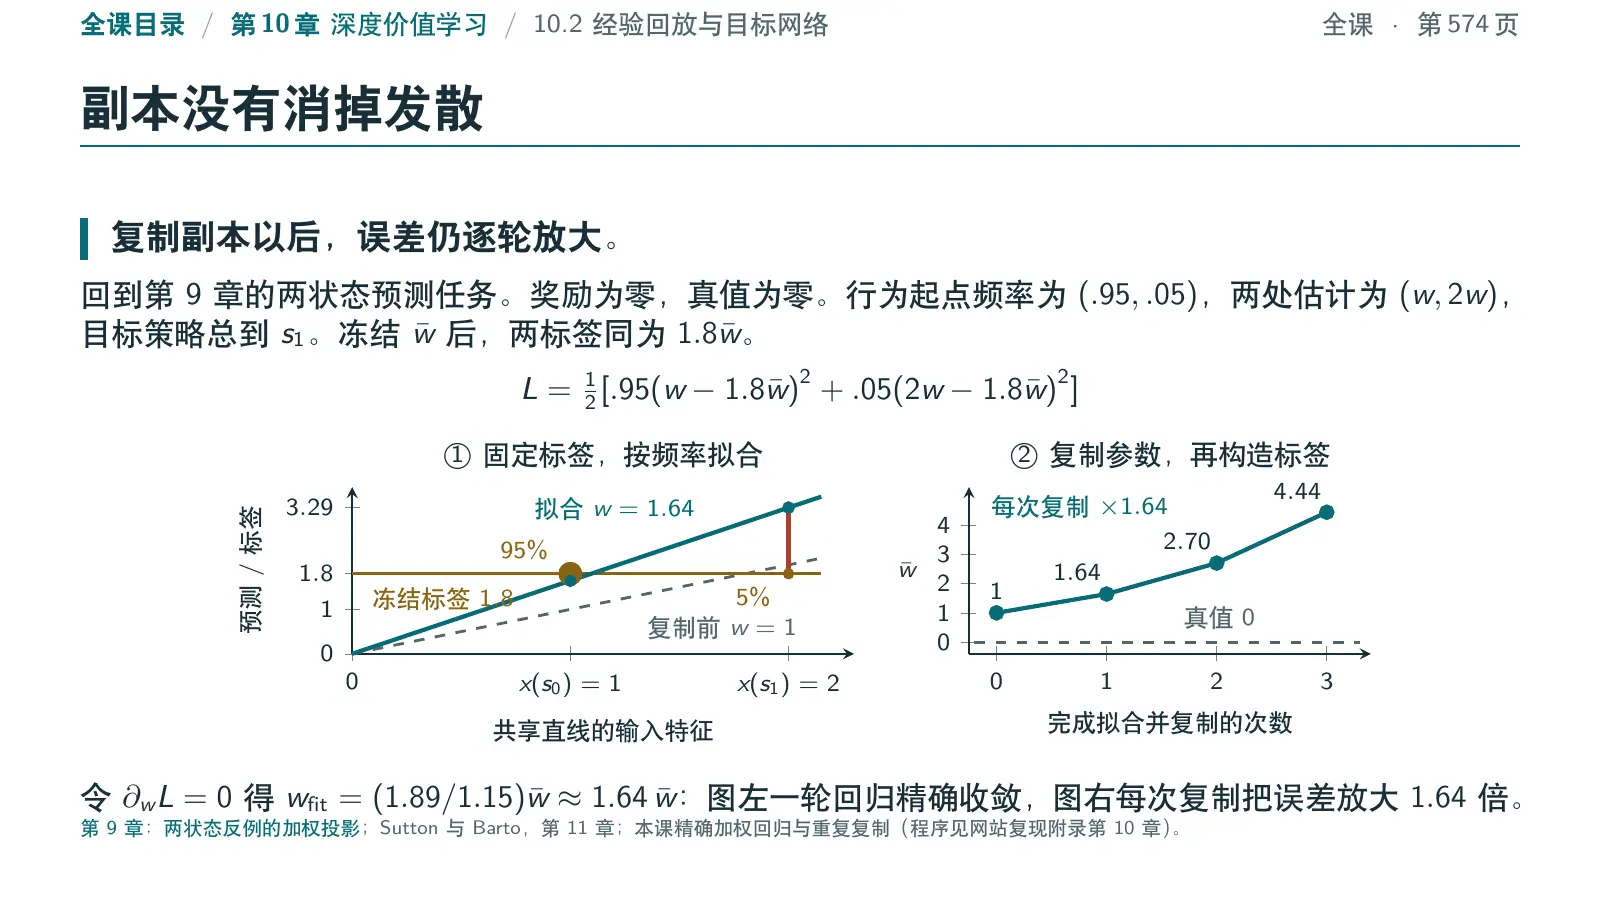 全课目录 / 第 10 章 深度价值学习 / 10.2 经验回放与目标网络
全课 · 第 574 页
副本没有消掉发散
复制副本以后，误差仍逐轮放大。
回到第 9 章的两状态预测任务。奖励为零，真值为零。行为起点频率为 (.95, .05)，两处估计为 (w, 2w)，
目标策略总到 s₁。冻结 w̄ 后，两标签同为 1.8w̄。
L = ½[.95(w − 1.8w̄)² + .05(2w − 1.8w̄)²]
① 固定标签，按频率拟合
预测 / 标签
3.29
1.8
1
0
拟合 w = 1.64
95%
冻结标签 1.8
5%
复制前 w = 1
0
x(s₀) = 1
x(s₁) = 2
共享直线的输入特征
② 复制参数，再构造标签
w̄
4
3
2
1
0
每次复制 ×1.64
1
1.64
2.70
4.44
真值 0
0
1
2
3
完成拟合并复制的次数
令 ∂_wL = 0 得 w_fit = (1.89/1.15)w̄ ≈ 1.64 w̄：图左一轮回归精确收敛，图右每次复制把误差放大 1.64 倍。
第 9 章：两状态反例的加权投影；Sutton 与 Barto，第 11 章；本课精确加权回归与重复复制（程序见网站复现附录第 10 章）。